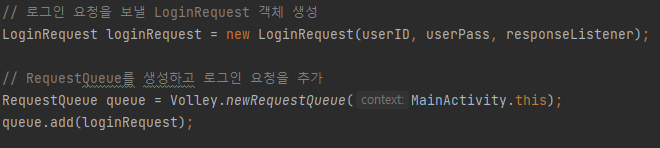 // 로그인 요청을 보낼 LoginRequest 객체 생성
LoginRequest loginRequest = new LoginRequest(userID, userPass, responseListener);
// RequestQueue를 생성하고 로그인 요청을 추가
RequestQueue queue = Volley.newRequestQueue( context: MainActivity.this);
queue.add(loginRequest);